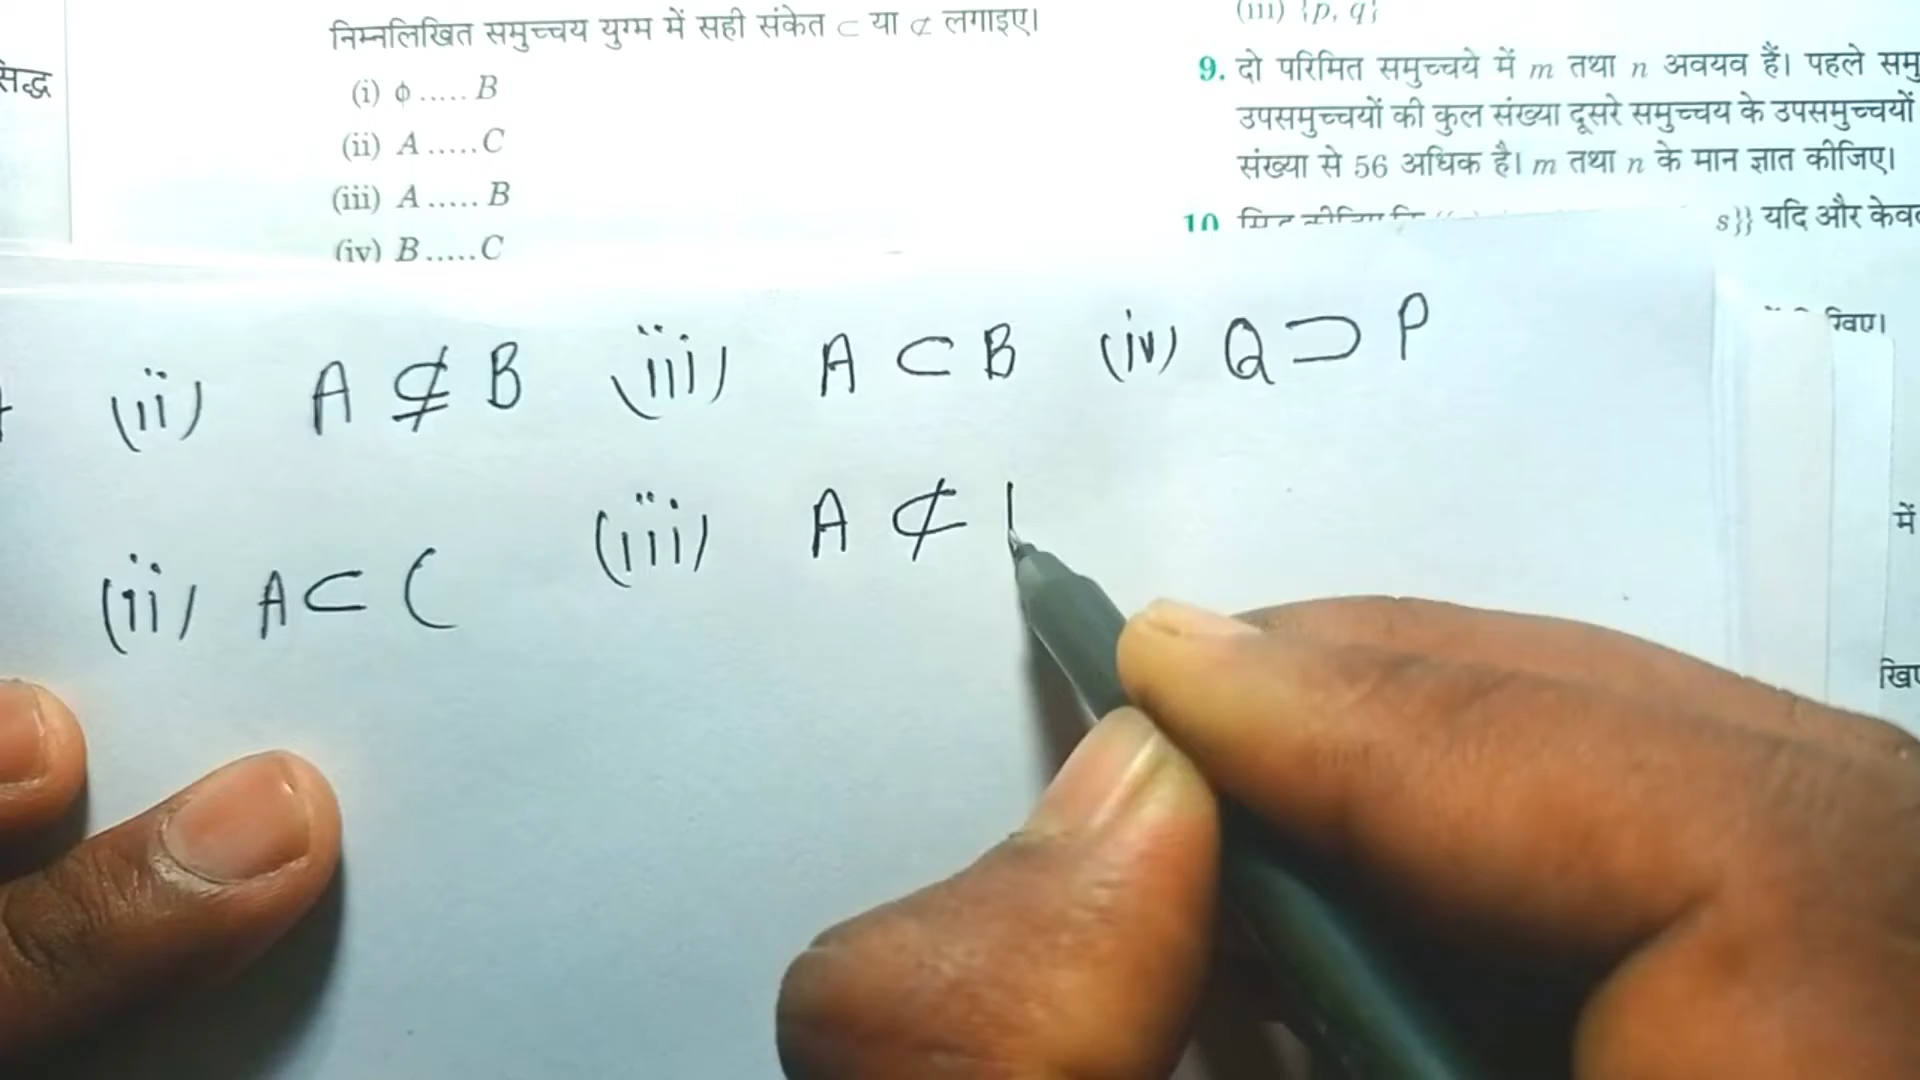 निम्नलिखित समुच्चय युग्म में सही संकेत ⊂ या ⊄ लगाइए।
(i) ϕ ..... B
(ii) A ..... C
(iii) A ..... B
(iv) B ..... C
सिद्ध
(iii) {p, q}
9. दो परिमित समुच्चये में m तथा n अवयव हैं। पहले समु
उपसमुच्चयों की कुल संख्या दूसरे समुच्चय के उपसमुच्चयों
संख्या से 56 अधिक है। m तथा n के मान ज्ञात कीजिए।
10 s}} यदि और केवल
(ii) A ⊈ B (iii) A ⊂ B (iv) Q ⊃ P
(ii) A ⊂ C (iii) A ⊄
में